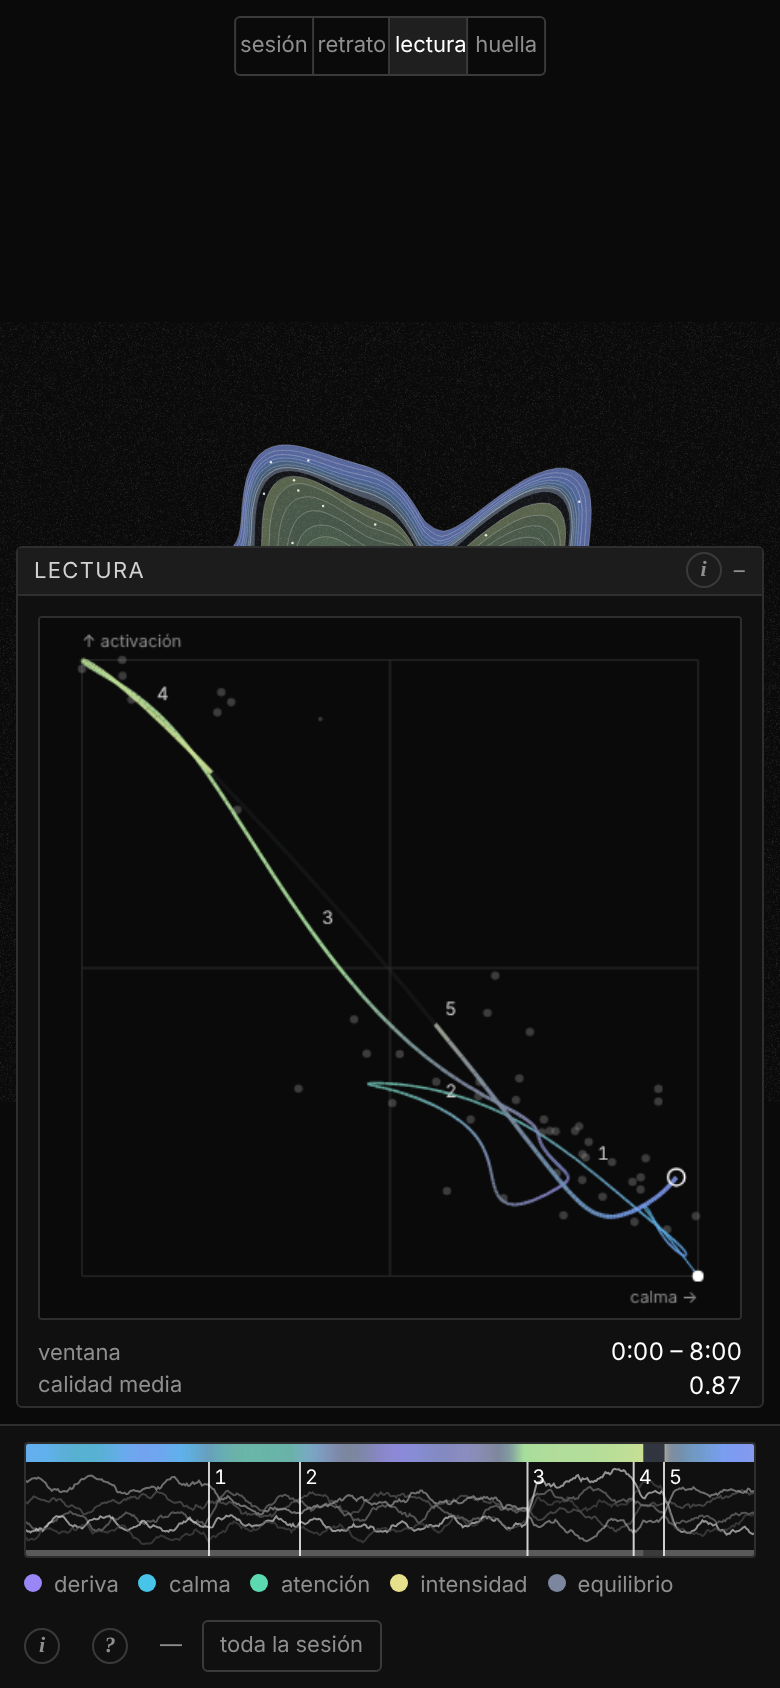 sesión retrato lectura huella
LECTURA i –
↑ activación
4
3
5
2
1
calma →
ventana 0:00 – 8:00
calidad media 0.87
1 2 3 4 5
deriva calma atención intensidad equilibrio
i ? — toda la sesión